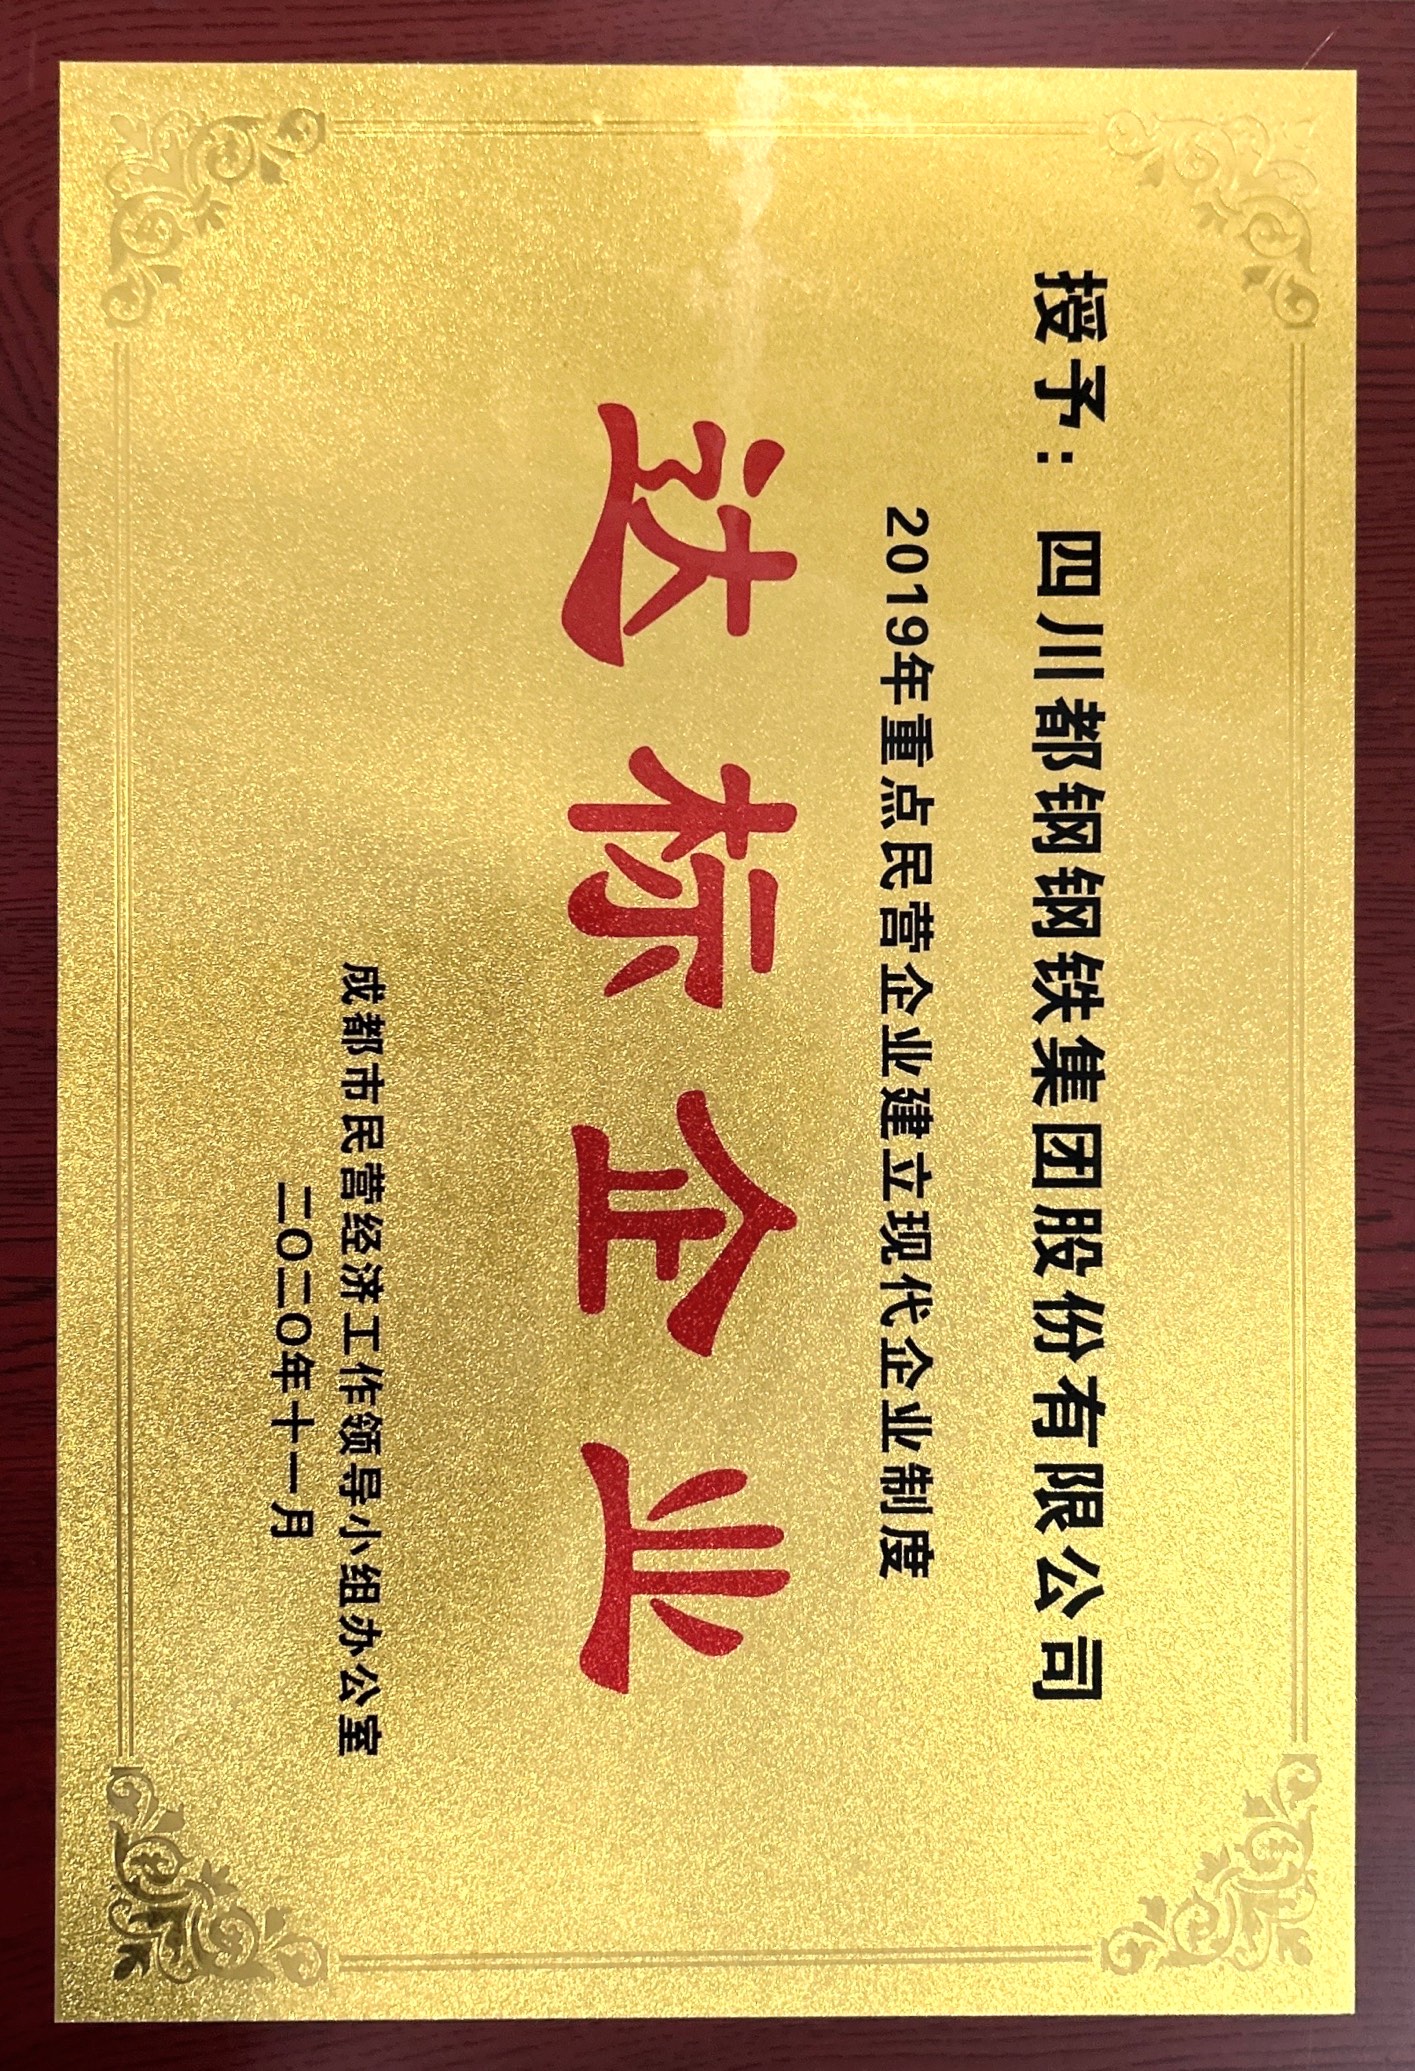 授予：四川都钢钢铁集团股份有限公司
2019年重点民营企业建立现代企业制度
达标企业
成都市民营经济工作领导小组办公室
二〇二〇年十一月